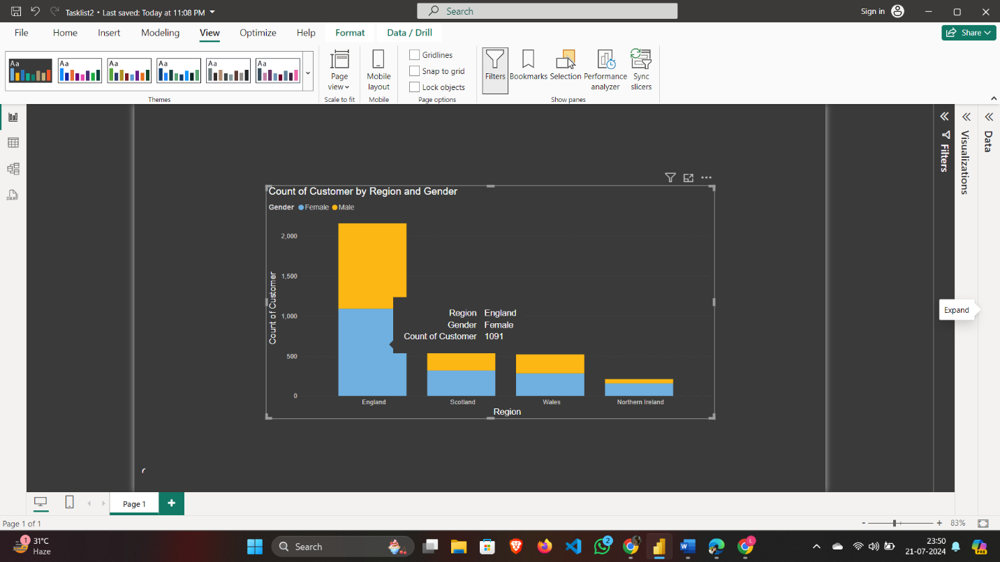 Tasklist2 • Last saved: Today at 11:08 PM
Search
Sign in
File Home Insert Modeling View Optimize Help Format Data / Drill
Share
Aa Aa Aa Aa Aa Aa
Themes
Page view
Scale to fit
Mobile layout
Mobile
Gridlines
Snap to grid
Lock objects
Page options
Filters
Bookmarks
Selection
Performance analyzer
Sync slicers
Show panes
DAX
Filters
Visualizations
Data
Expand
Count of Customer by Region and Gender
Gender Female Male
Count of Customer
2,000
1,500
1,000
500
0
Region England
Gender Female
Count of Customer 1091
England Scotland Wales Northern Ireland
Region
Page 1
Page 1 of 1
- + 83%
1
31°C
Haze
Search
2
W
L
PRE
23:50
21-07-2024